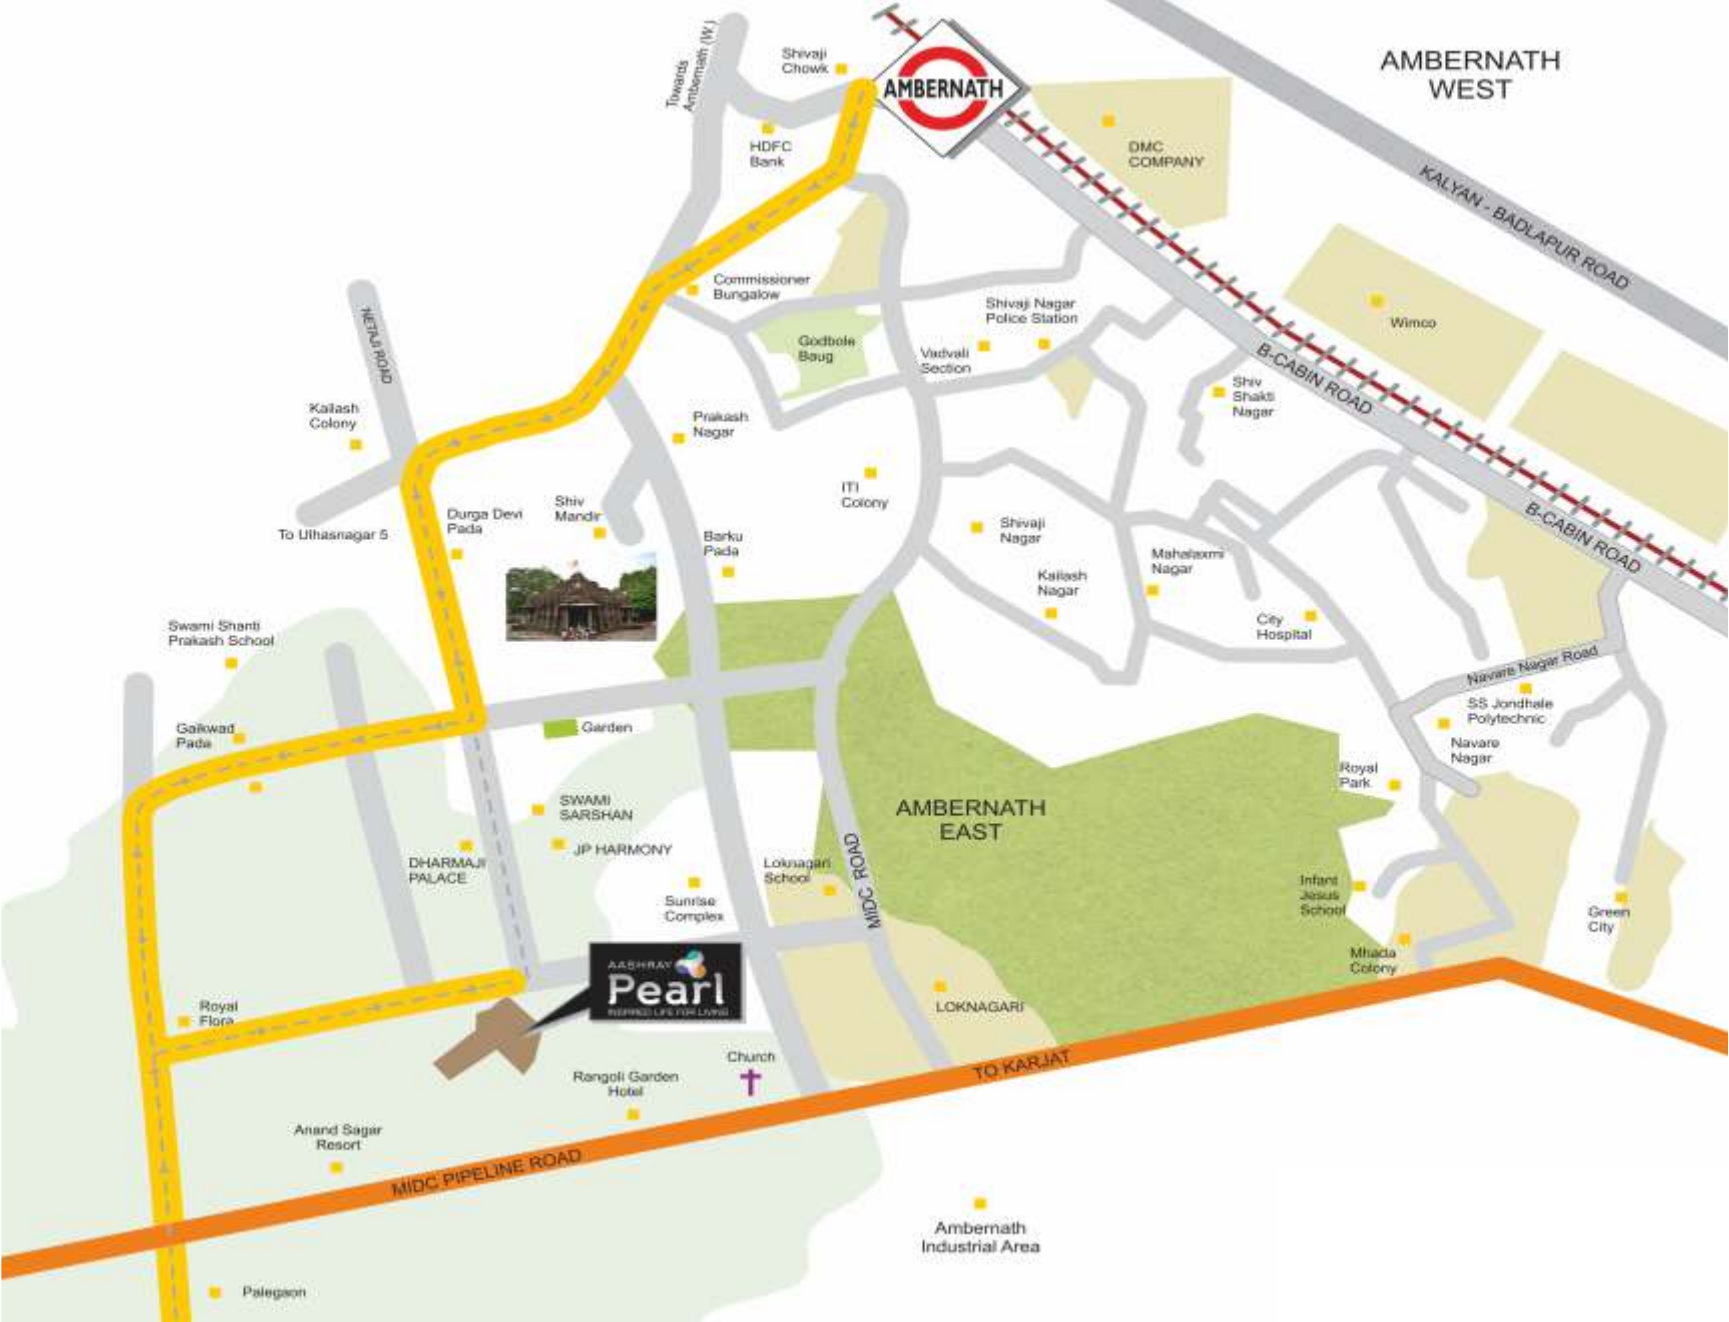 Towards
Ambernath (W.)
Shivaji
Chowk
AMBERNATH
AMBERNATH
WEST
HDFC
Bank
DMC
COMPANY
KALYAN - BADLAPUR ROAD
Commissioner
Bungalow
Shivaji Nagar
Police Station
Wimco
NETAJI ROAD
Godbole
Baug
Vadvali
Section
B-CABIN ROAD
Shiv
Shakti
Nagar
Kailash
Colony
Prakash
Nagar
ITI
Colony
Durga Devi
Pada
Shiv
Mandir
To Ulhasnagar 5
Barku
Pada
Shivaji
Nagar
B-CABIN ROAD
Mahalaxmi
Nagar
Kailash
Nagar
City
Hospital
Swami Shanti
Prakash School
Navare Nagar Road
SS Jondhale
Polytechnic
Gaikwad
Pada
Garden
Navare
Nagar
Royal
Park
SWAMI
SARSHAN
AMBERNATH
EAST
JP HARMONY
DHARMAJI
PALACE
Loknagari
School
MIDC ROAD
Sunrise
Complex
Infant
Jesus
School
Green
City
Mhada
Colony
AASHRAY
Pearl
INSPIRED LIFE FOR LIVING
Royal
Flora
LOKNAGARI
Church
TO KARJAT
Rangoli Garden
Hotel
Anand Sagar
Resort
MIDC PIPELINE ROAD
Ambernath
Industrial Area
Palegaon